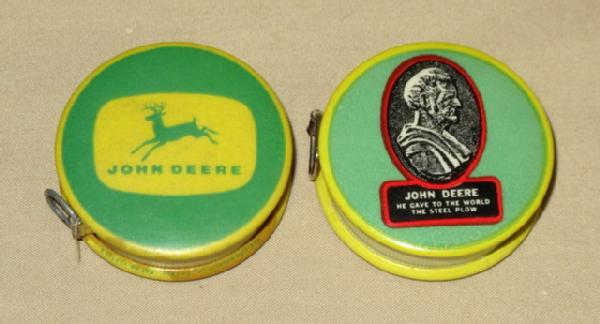 JOHN DEERE
JOHN DEERE
HE GAVE TO THE WORLD
THE STEEL PLOW